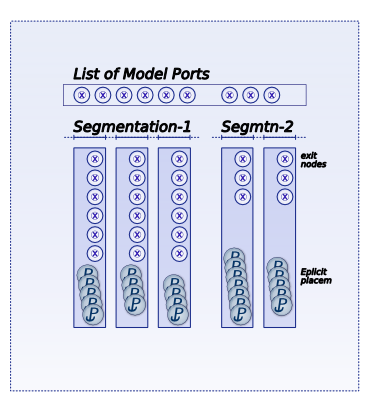 List of Model Ports
x x x x x x x x x
Segmentation-1 Segmtn-2
x x x x x
x x x x x
x x x x x
x x x
x x x
x x x
exit
nodes
P P P P P
P P P P P
P P P P P
P P P P P
P P
P
Eplicit
placem